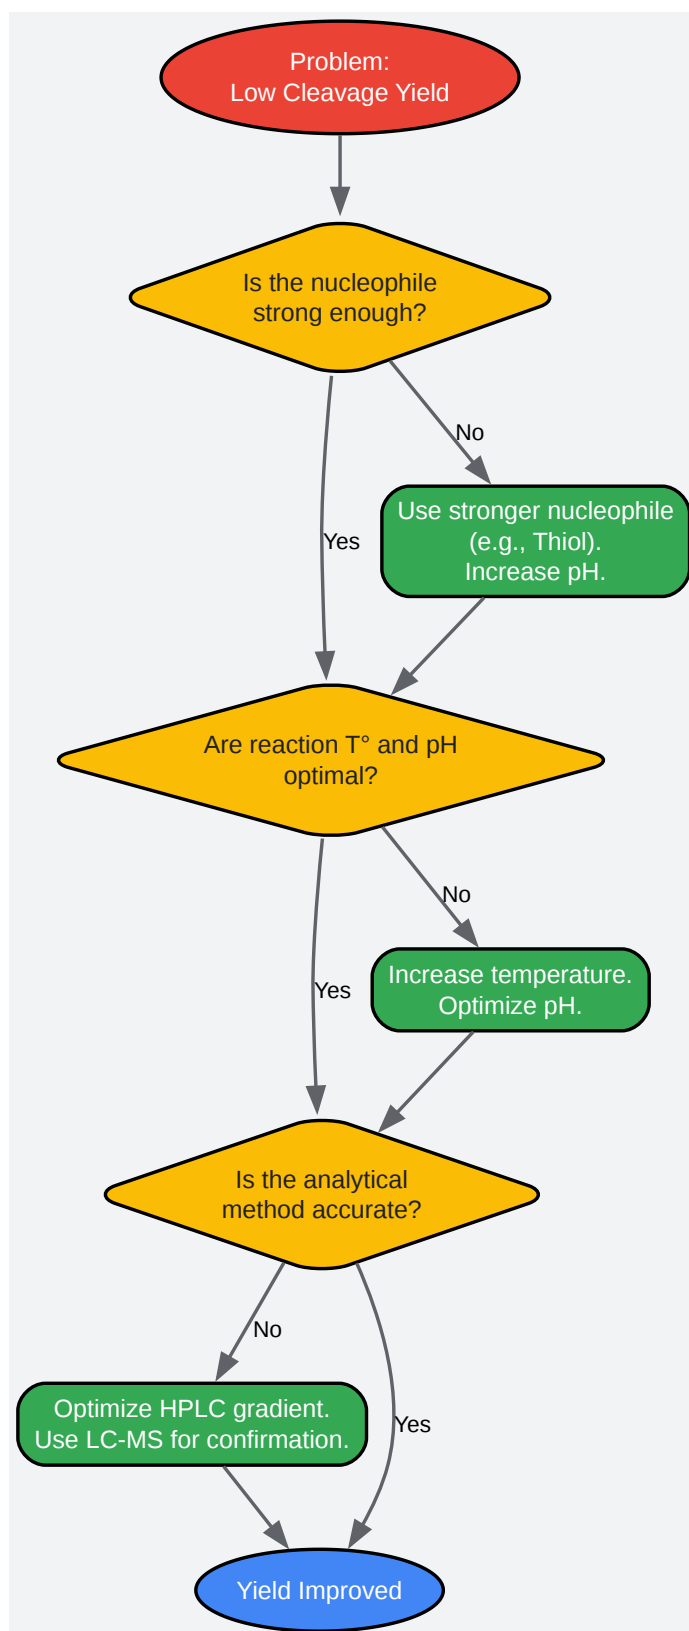 Problem:
Low Cleavage Yield
Is the nucleophile
strong enough?
No
Use stronger nucleophile
(e.g., Thiol).
Increase pH.
Yes
Are reaction T° and pH
optimal?
No
Increase temperature.
Optimize pH.
Yes
Is the analytical
method accurate?
No
Optimize HPLC gradient.
Use LC-MS for confirmation.
Yes
Yield Improved